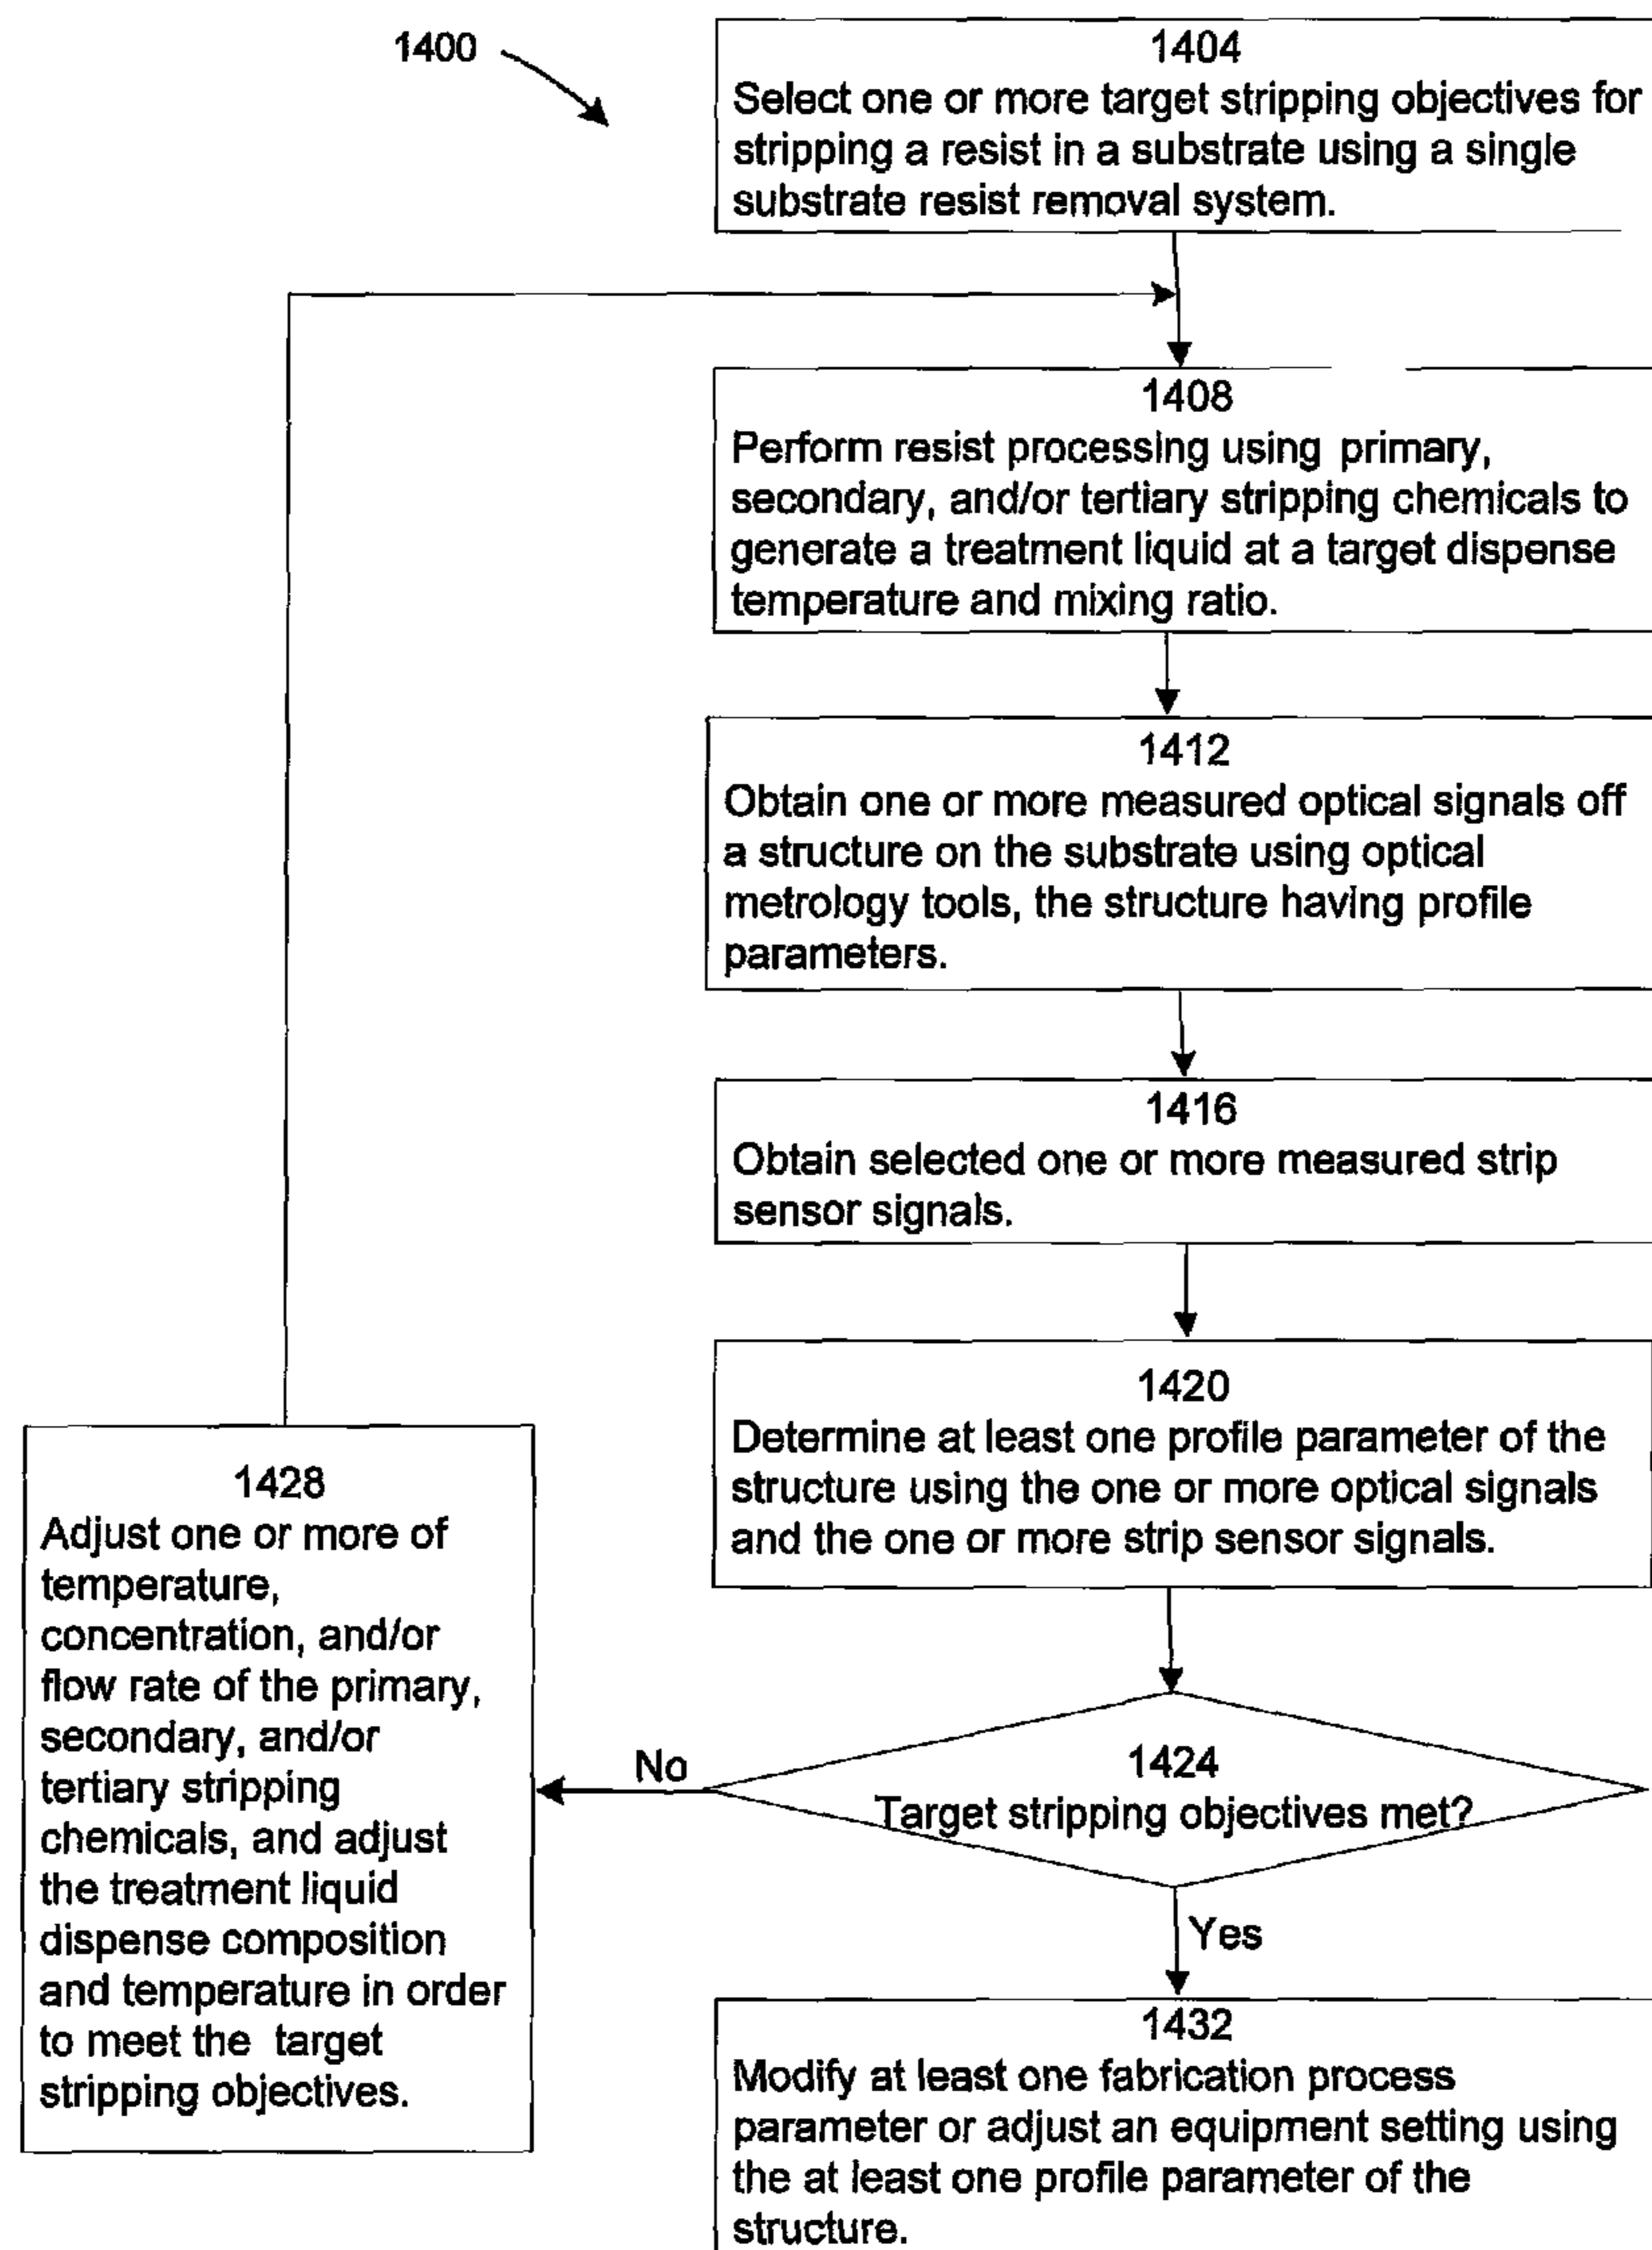 1400
1404
Select one or more target stripping objectives for
stripping a resist in a substrate using a single
substrate resist removal system.
1408
Perform resist processing using primary,
secondary, and/or tertiary stripping chemicals to
generate a treatment liquid at a target dispense
temperature and mixing ratio.
1412
Obtain one or more measured optical signals off
a structure on the substrate using optical
metrology tools, the structure having profile
parameters.
1416
Obtain selected one or more measured strip
sensor signals.
1420
Determine at least one profile parameter of the
structure using the one or more optical signals
and the one or more strip sensor signals.
1424
Target stripping objectives met?
No
Yes
1428
Adjust one or more of
temperature,
concentration, and/or
flow rate of the primary,
secondary, and/or
tertiary stripping
chemicals, and adjust
the treatment liquid
dispense composition
and temperature in order
to meet the target
stripping objectives.
1432
Modify at least one fabrication process
parameter or adjust an equipment setting using
the at least one profile parameter of the
structure.